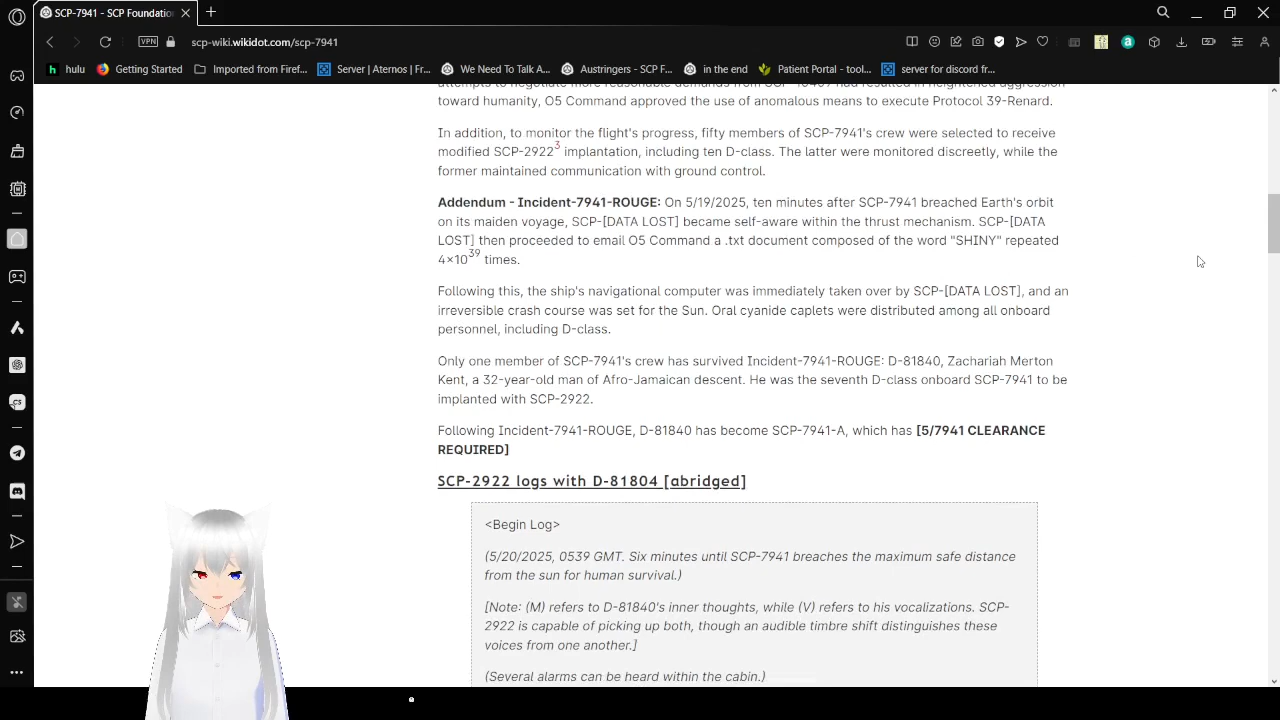 SCP-7941 - SCP Foundatio
scp-wiki.wikidot.com/scp-7941
VPN
hulu
Getting Started
Imported from Firef...
Server | Aternos | Fr...
We Need To Talk A...
Austringers - SCP F...
in the end
Patient Portal - tool...
server for discord fr...
toward humanity, O5 Command approved the use of anomalous means to execute Protocol 39-Renard.
In addition, to monitor the flight's progress, fifty members of SCP-7941's crew were selected to receive
modified SCP-2922³ implantation, including ten D-class. The latter were monitored discreetly, while the
former maintained communication with ground control.
Addendum - Incident-7941-ROUGE: On 5/19/2025, ten minutes after SCP-7941 breached Earth's orbit
on its maiden voyage, SCP-[DATA LOST] became self-aware within the thrust mechanism. SCP-[DATA
LOST] then proceeded to email O5 Command a .txt document composed of the word "SHINY" repeated
4×10³⁹ times.
Following this, the ship's navigational computer was immediately taken over by SCP-[DATA LOST], and an
irreversible crash course was set for the Sun. Oral cyanide caplets were distributed among all onboard
personnel, including D-class.
Only one member of SCP-7941's crew has survived Incident-7941-ROUGE: D-81840, Zachariah Merton
Kent, a 32-year-old man of Afro-Jamaican descent. He was the seventh D-class onboard SCP-7941 to be
implanted with SCP-2922.
Following Incident-7941-ROUGE, D-81840 has become SCP-7941-A, which has [5/7941 CLEARANCE
REQUIRED]
SCP-2922 logs with D-81804 [abridged]
<Begin Log>
(5/20/2025, 0539 GMT. Six minutes until SCP-7941 breaches the maximum safe distance
from the sun for human survival.)
[Note: (M) refers to D-81840's inner thoughts, while (V) refers to his vocalizations. SCP-
2922 is capable of picking up both, though an audible timbre shift distinguishes these
voices from one another.]
(Several alarms can be heard within the cabin.)